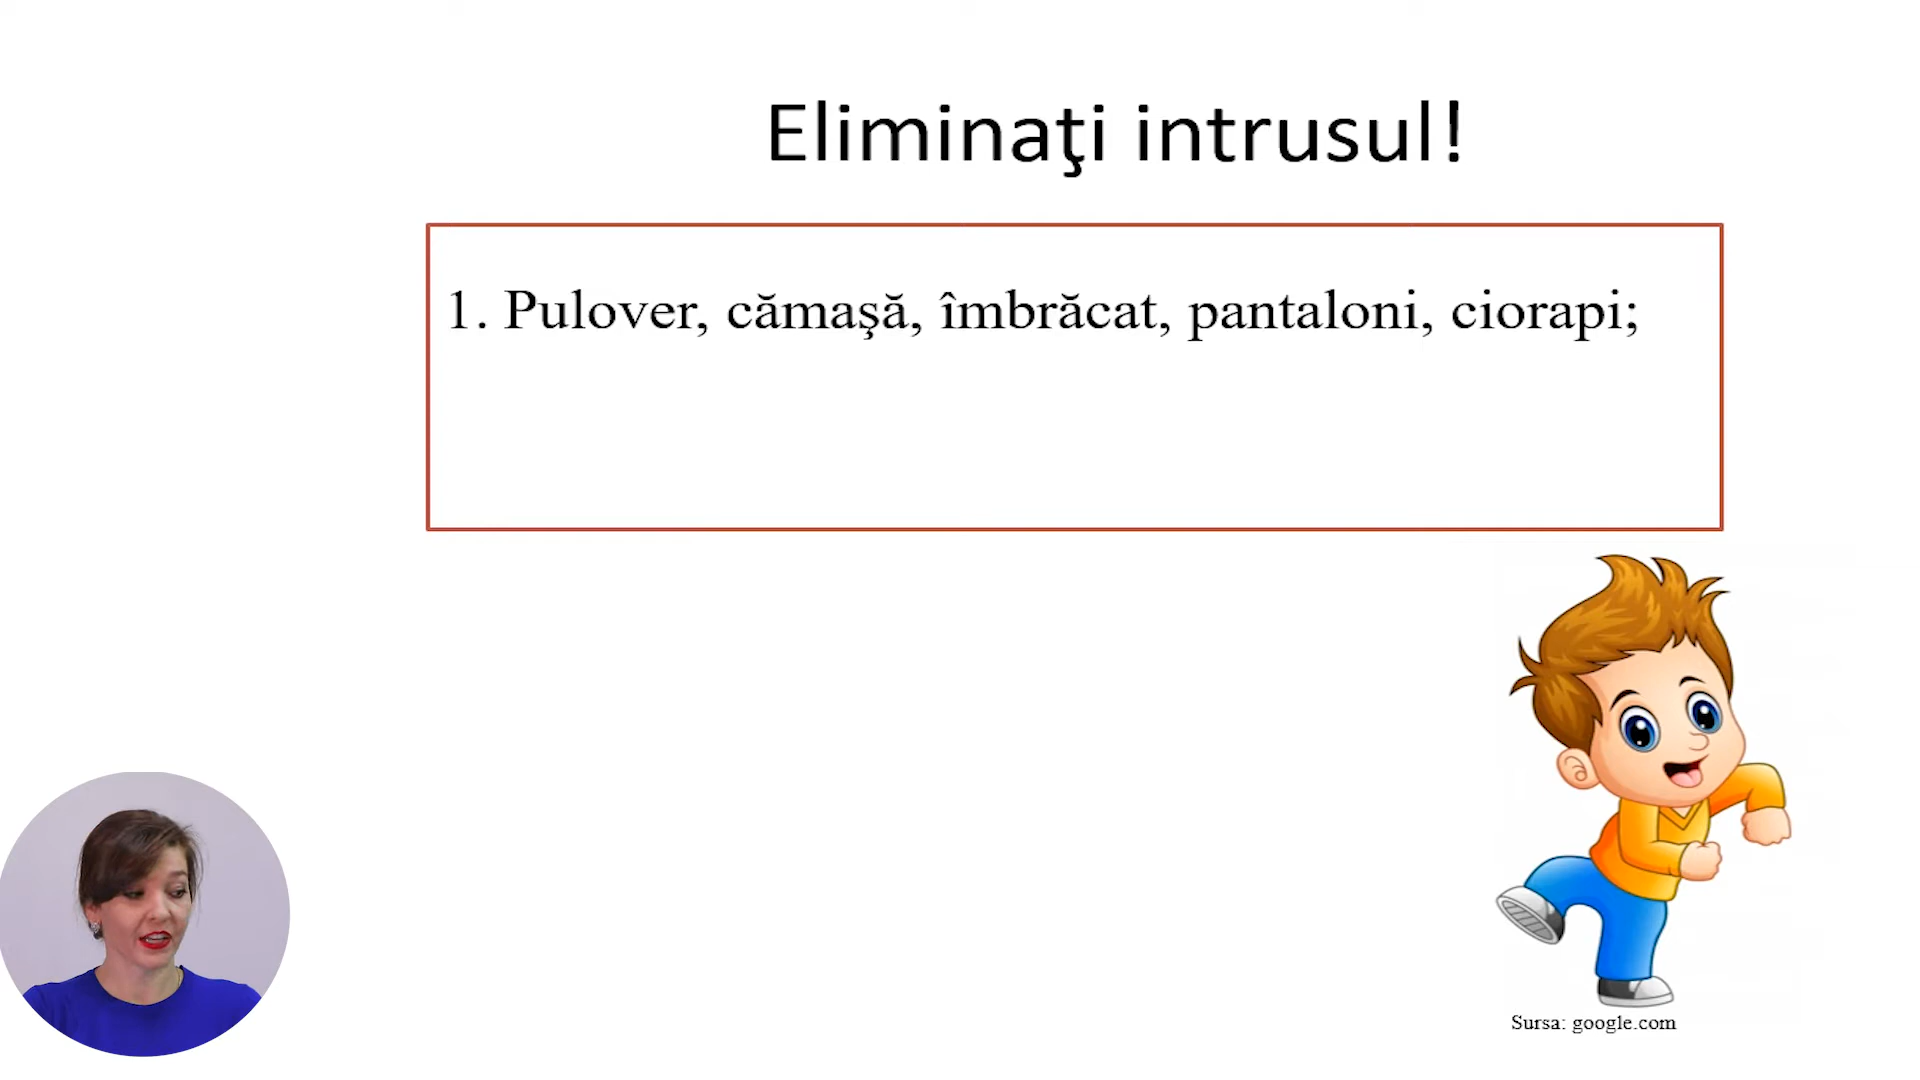 Eliminaţi intrusul!
1. Pulover, cămaşă, îmbrăcat, pantaloni, ciorapi;
Sursa: google.com